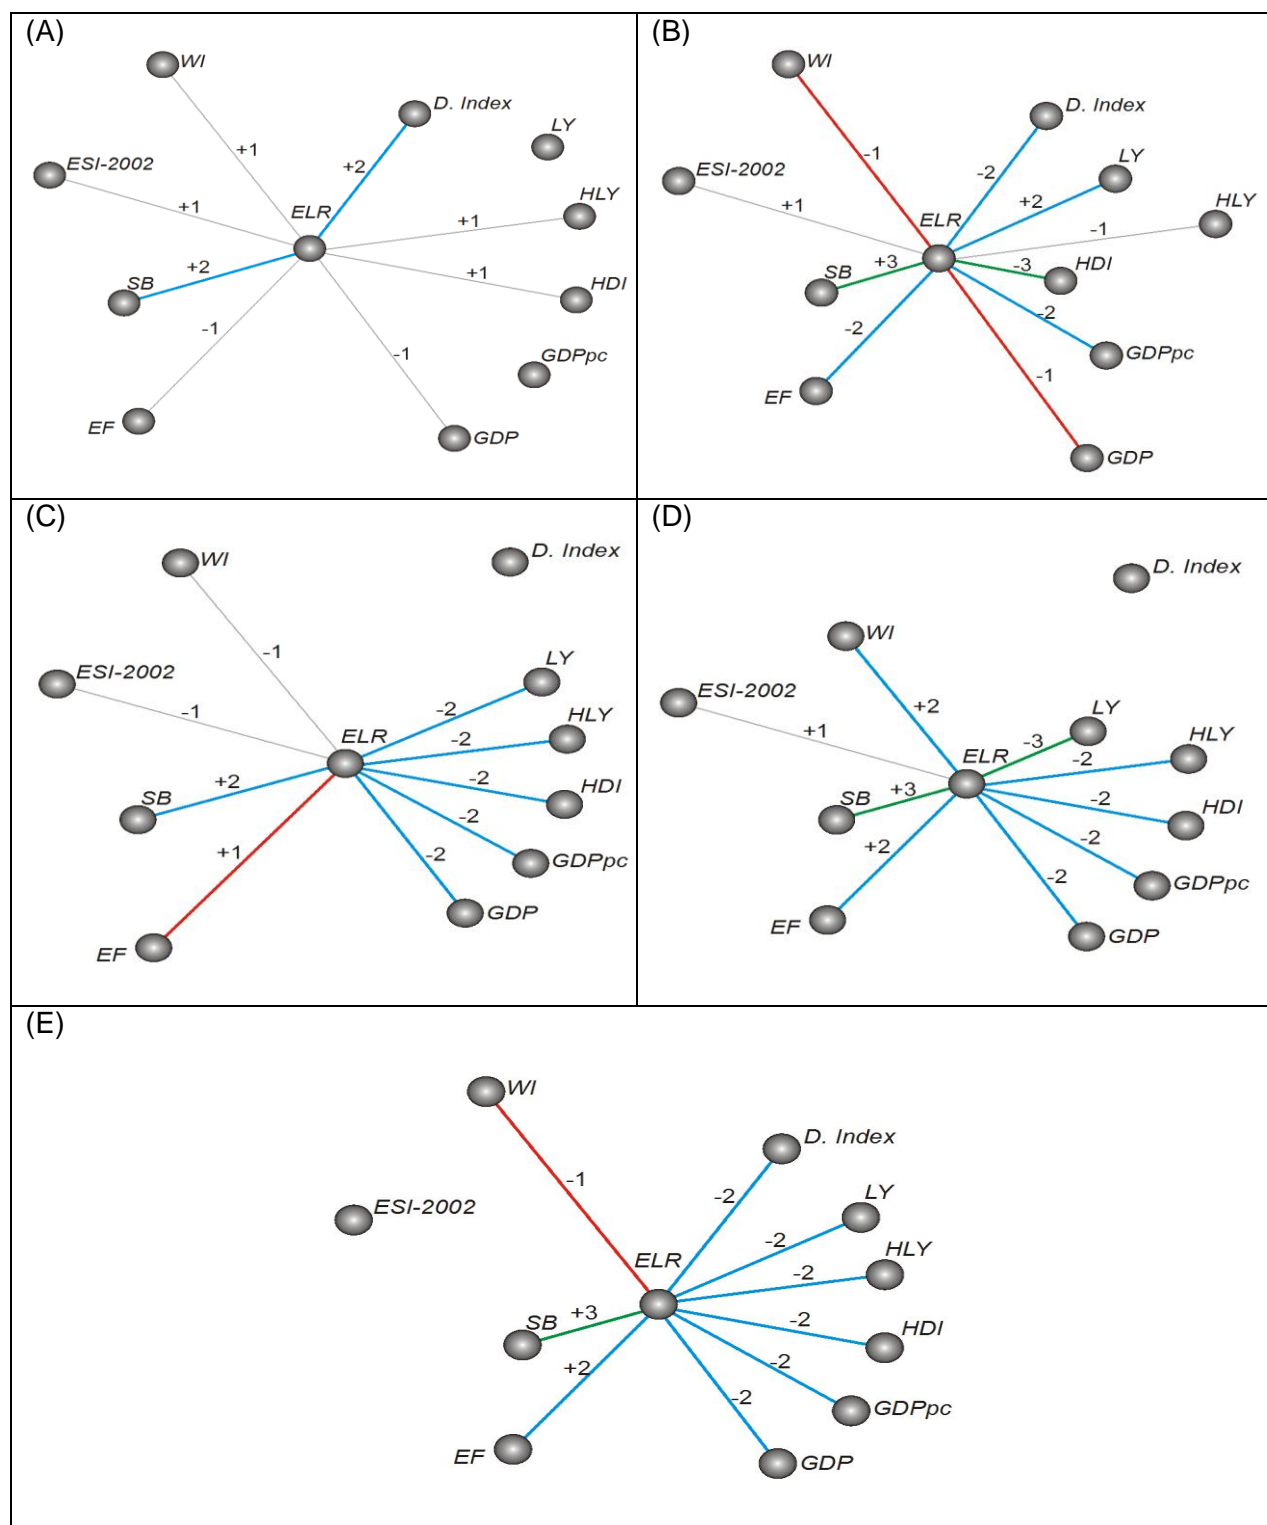 (A)
WI
D. Index
LY
+1
+2
ESI-2002
+1
ELR
+1
HLY
+2
+1
HDI
SB
-1
-1
GDPpc
EF
GDP
(B)
WI
D. Index
LY
-1
-2
ESI-2002
+1
+2
HLY
ELR
-1
SB
+3
-3
HDI
-2
-2
GDPpc
-1
EF
GDP
(C)
WI
D. Index
-1
LY
ESI-2002
-1
-2
HLY
ELR
-2
+2
-2
HDI
SB
-2
+1
-2
GDPpc
GDP
EF
(D)
D. Index
WI
ESI-2002
+2
LY
+1
-3
HLY
ELR
-2
SB
+3
-2
HDI
+2
-2
-2
GDPpc
EF
GDP
(E)
WI
D. Index
-1
-2
LY
ESI-2002
-2
HLY
ELR
-2
SB
+3
-2
HDI
+2
-2
-2
GDPpc
EF
GDP